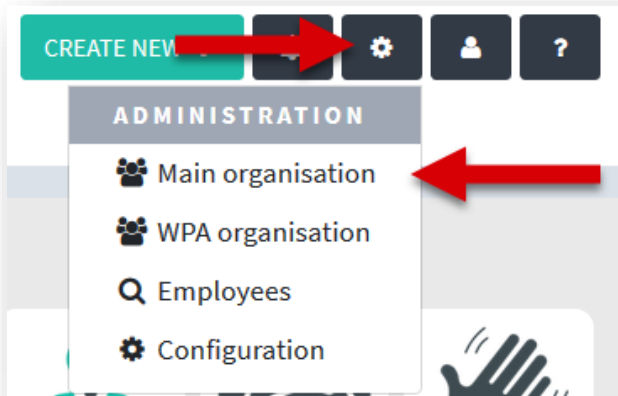 CREATE NEW
?
ADMINISTRATION
Main organisation
WPA organisation
Employees
Configuration